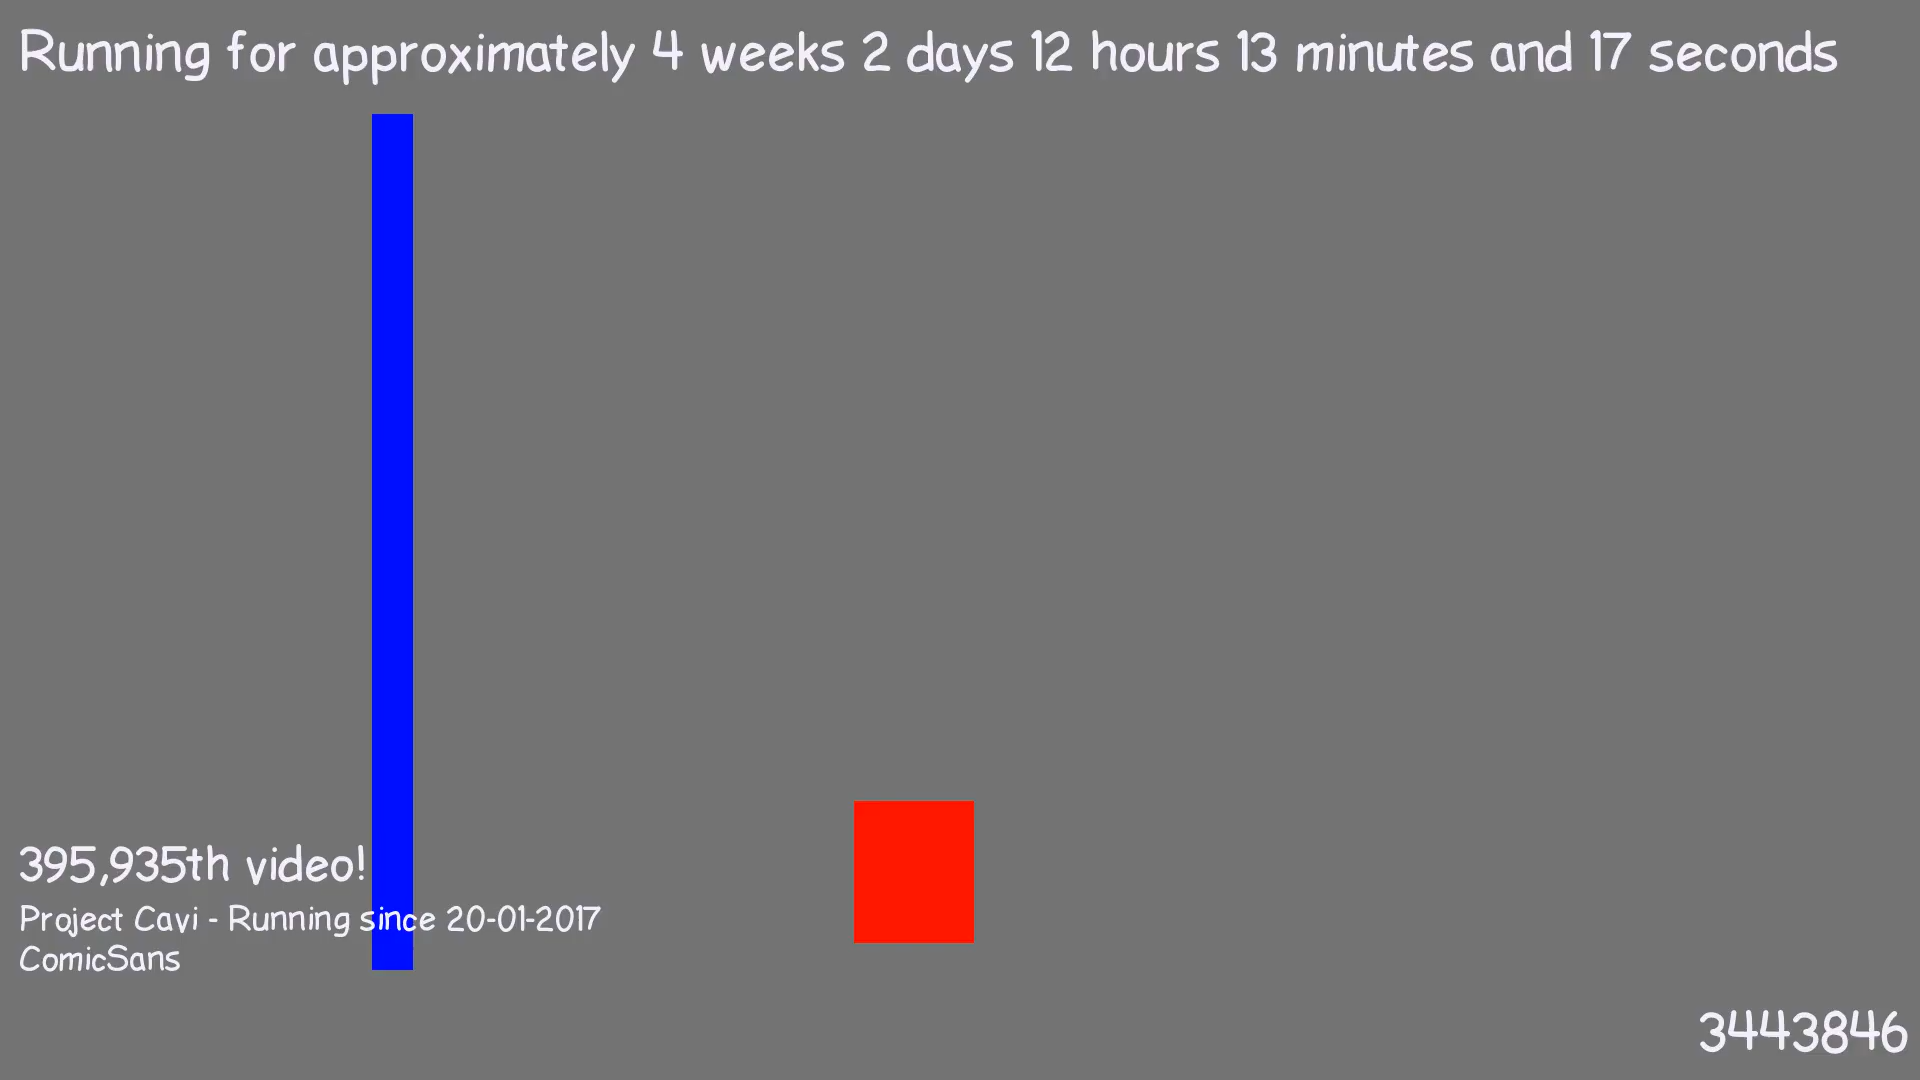 Running for approximately 4 weeks 2 days 12 hours 13 minutes and 17 seconds
395,935th video!
Project Cavi - Running since 20-01-2017
ComicSans
3443846